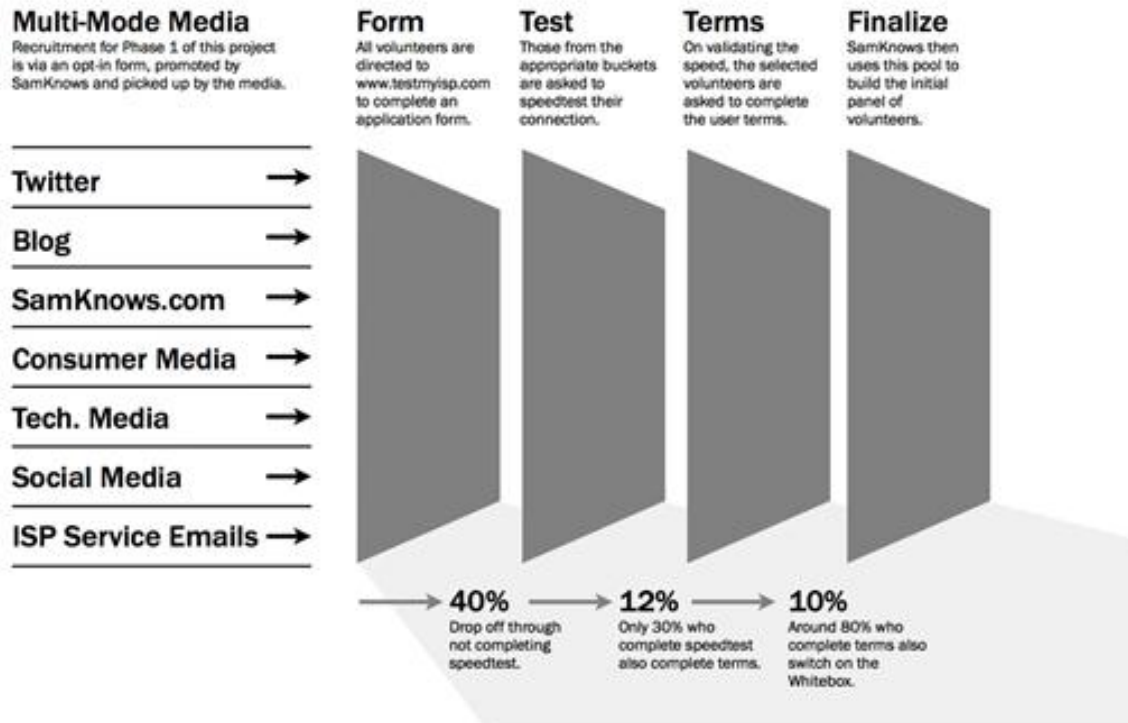 Multi-Mode Media
Recruitment for Phase 1 of this project
is via an opt-in form, promoted by
SamKnows and picked up by the media.
Form
All volunteers are
directed to
www.testmyisp.com
to complete an
application form.
Test
Those from the
appropriate buckets
are asked to
speedtest their
connection.
Terms
On validating the
speed, the selected
volunteers are
asked to complete
the user terms.
Finalize
SamKnows then
uses this pool to
build the initial
panel of
volunteers.
Twitter
Blog
SamKnows.com
Consumer Media
Tech. Media
Social Media
ISP Service Emails
40%
Drop off through
not completing
speedtest.
12%
Only 30% who
complete speedtest
also complete terms.
10%
Around 80% who
complete terms also
switch on the
Whitebox.